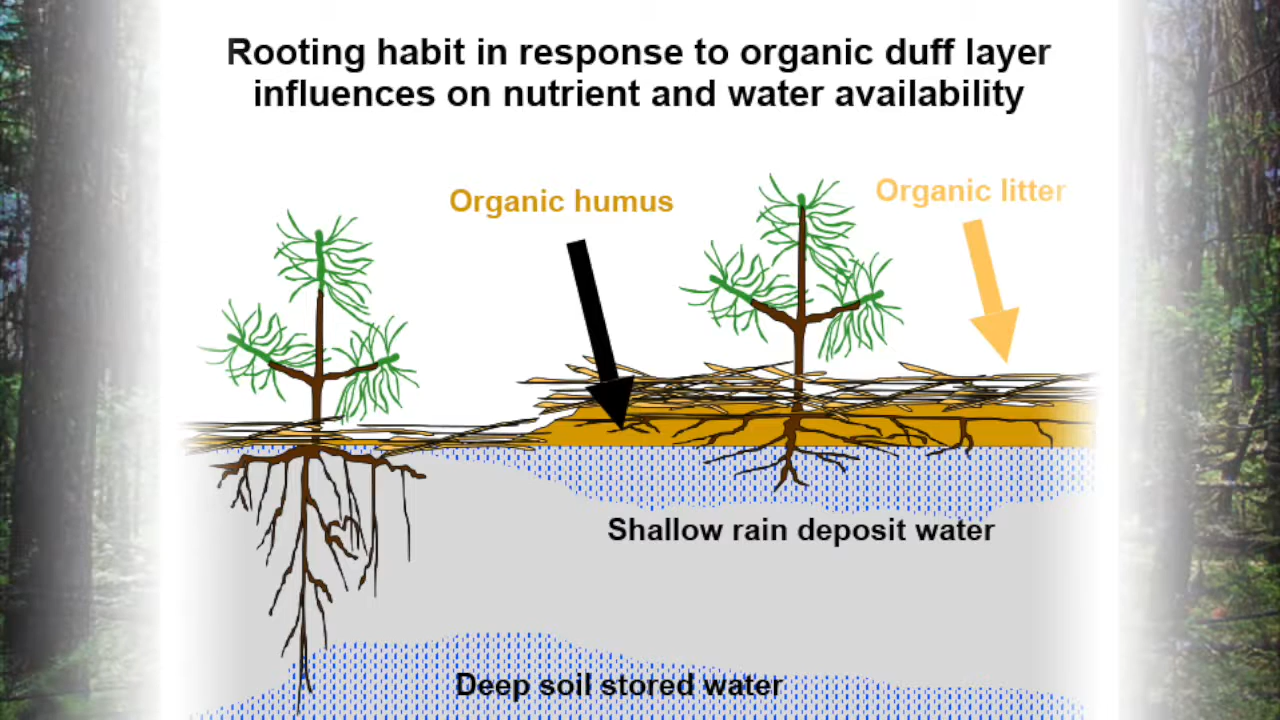 Rooting habit in response to organic duff layer
influences on nutrient and water availability
Organic humus
Organic litter
Shallow rain deposit water
Deep soil stored water